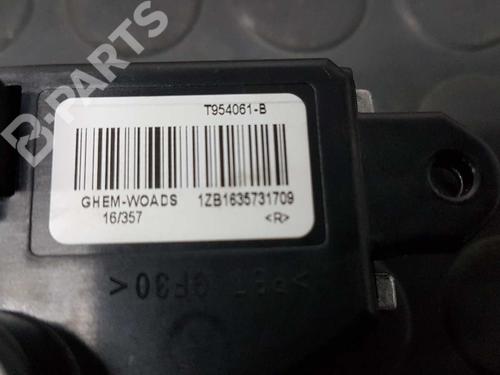 B-PARTS
T954061-B
GHEM-WOADS 1ZB1635731709
16/357 <R>